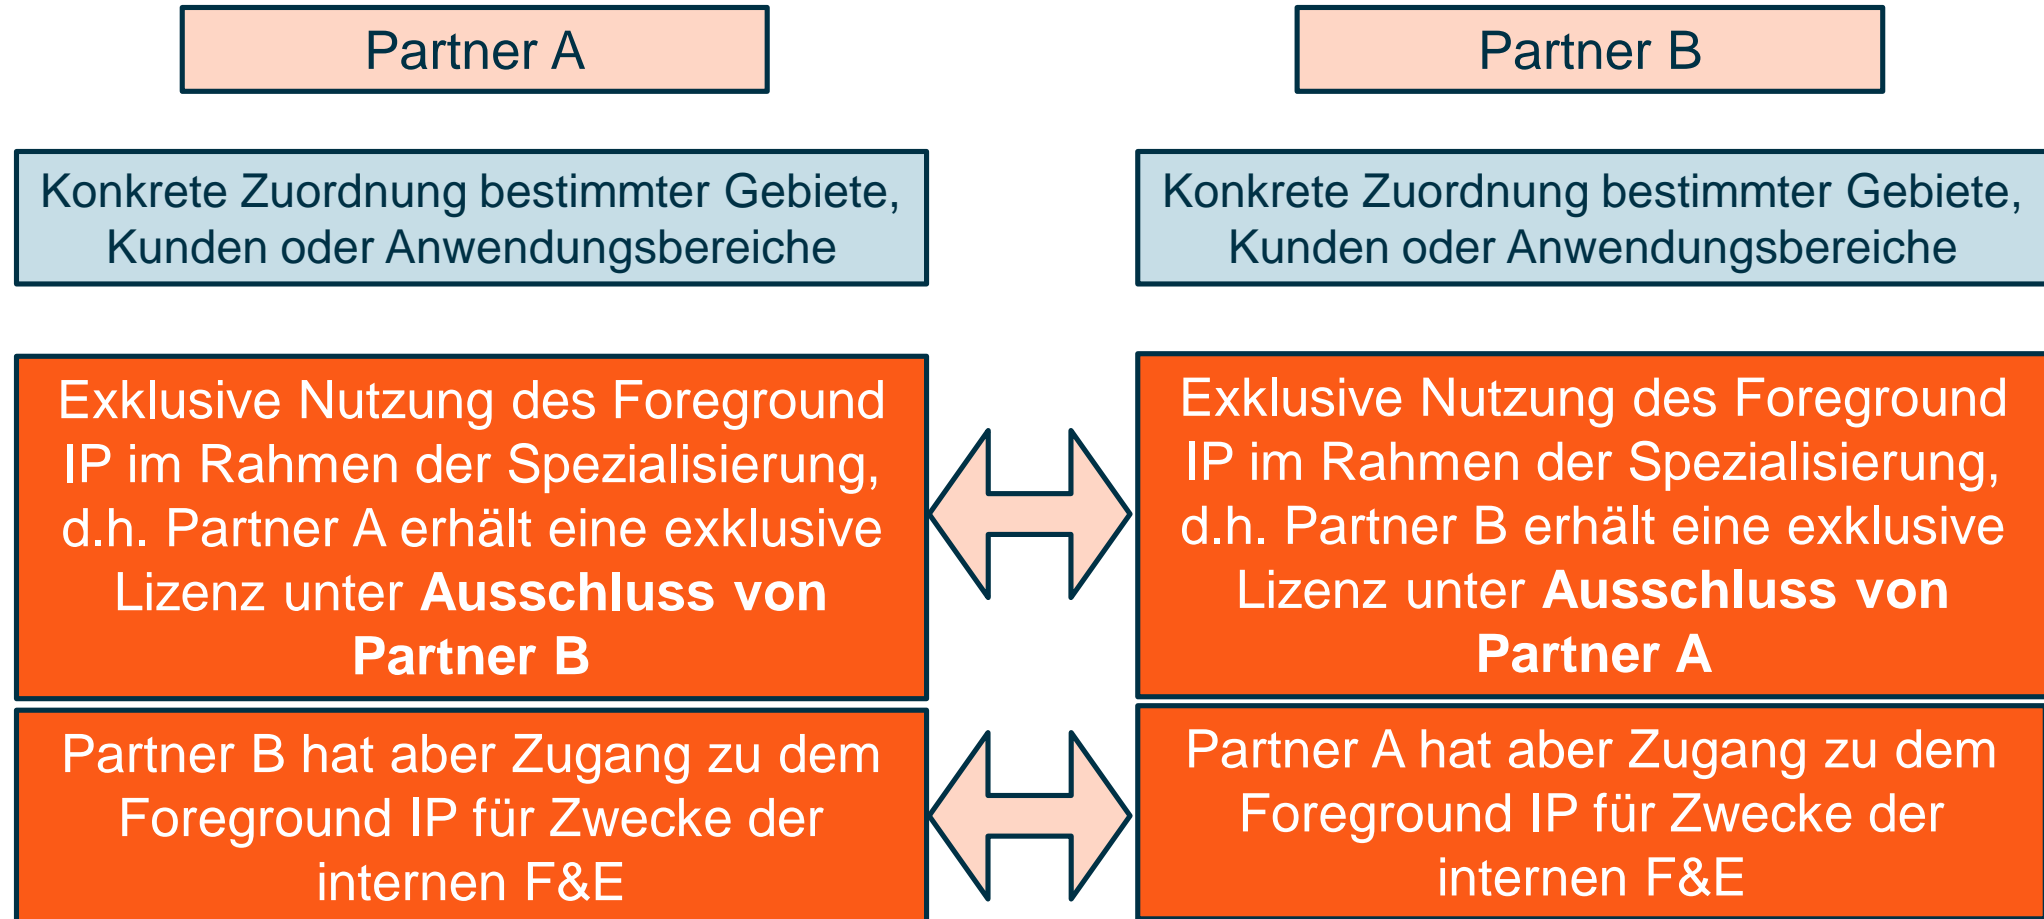 Partner A
Partner B
Konkrete Zuordnung bestimmter Gebiete,
Kunden oder Anwendungsbereiche
Konkrete Zuordnung bestimmter Gebiete,
Kunden oder Anwendungsbereiche
Exklusive Nutzung des Foreground
IP im Rahmen der Spezialisierung,
d.h. Partner A erhält eine exklusive
Lizenz unter Ausschluss von
Partner B
Exklusive Nutzung des Foreground
IP im Rahmen der Spezialisierung,
d.h. Partner B erhält eine exklusive
Lizenz unter Ausschluss von
Partner A
Partner B hat aber Zugang zu dem
Foreground IP für Zwecke der
internen F&E
Partner A hat aber Zugang zu dem
Foreground IP für Zwecke der
internen F&E